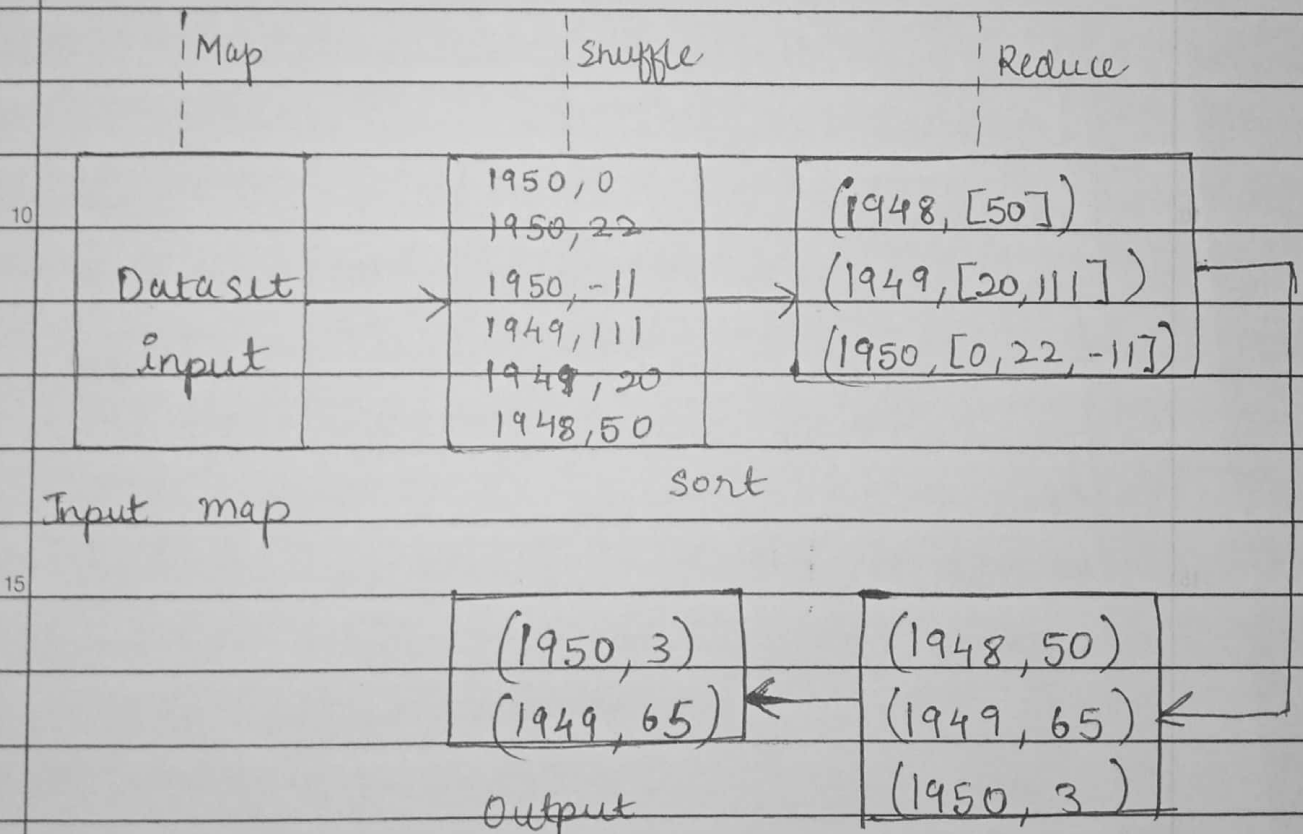 Map
Shuffle
Reduce
10
Dataset
input
1950, 0
1950, 22
1950, -11
1949, 111
1949, 20
1948, 50
(1948, [50])
(1949, [20, 111])
(1950, [0, 22, -11])
Sort
Input map
15
(1950, 3)
(1949, 65)
Output
(1948, 50)
(1949, 65)
(1950, 3)